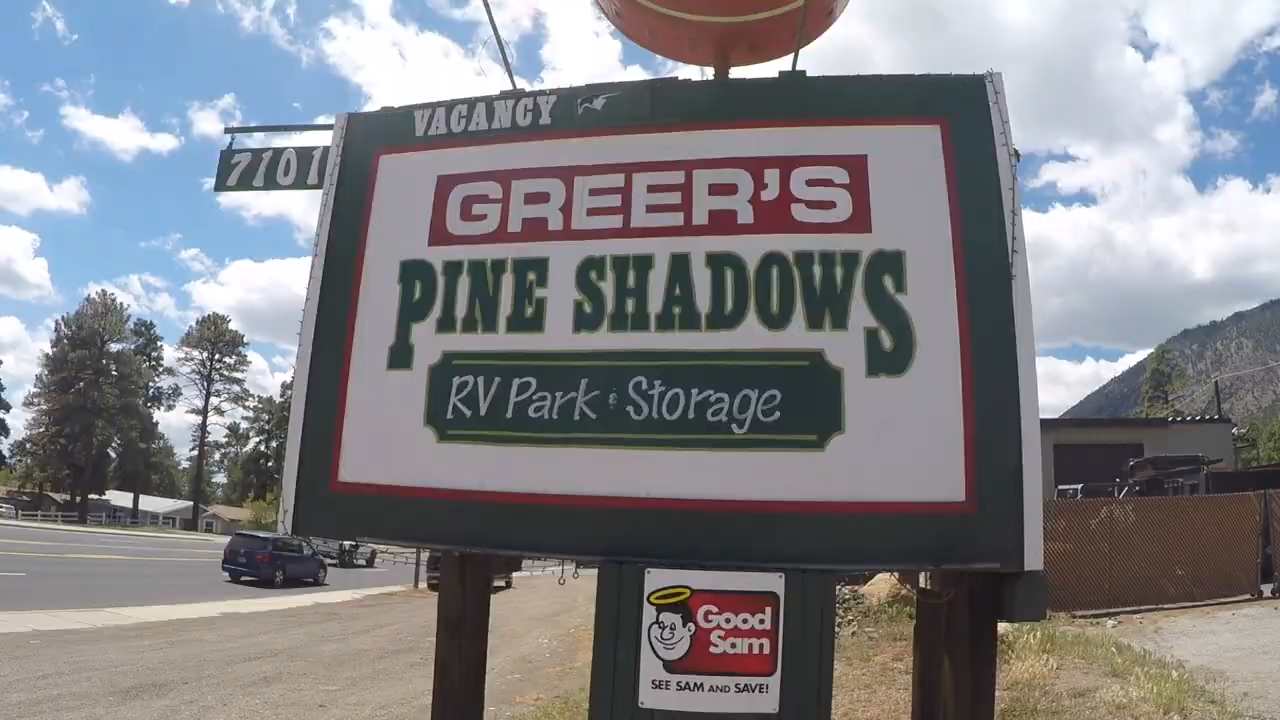 VACANCY
7101
GREER'S
PINE SHADOWS
RV Park & Storage
Good
Sam
SEE SAM AND SAVE!